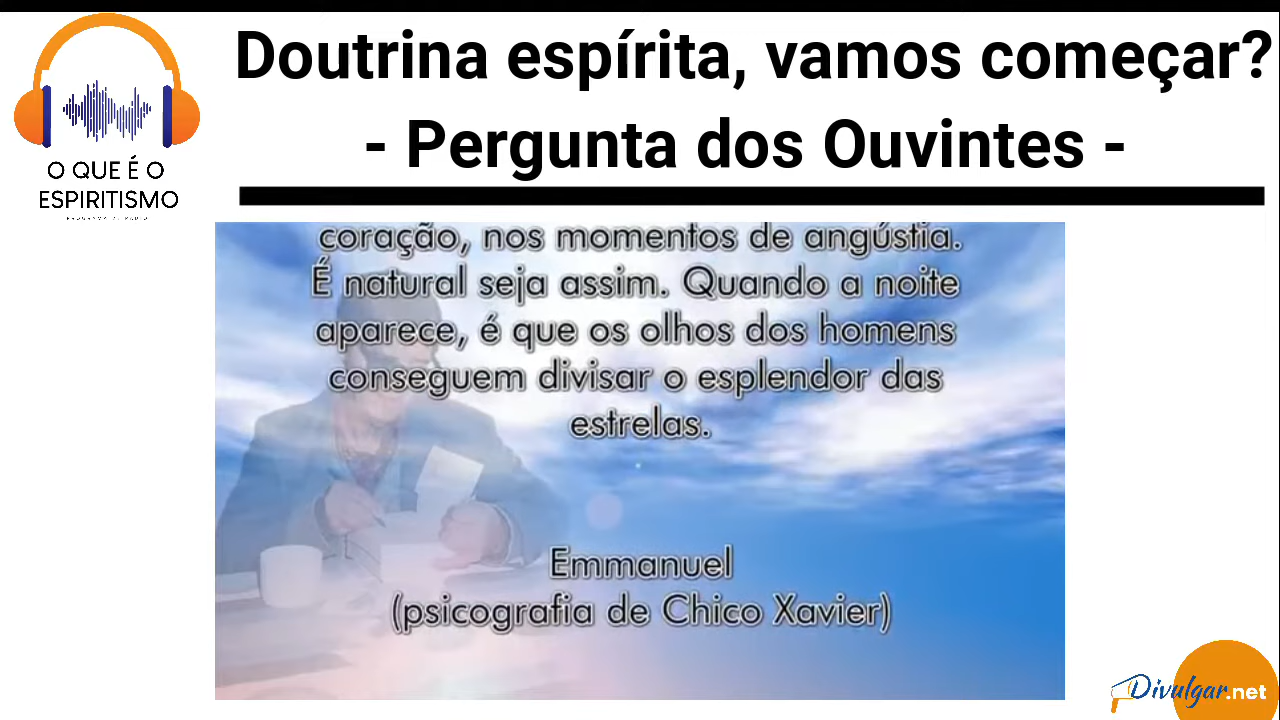 Doutrina espírita, vamos começar?
- Pergunta dos Ouvintes -
O QUE É O
ESPIRITISMO
coração, nos momentos de angústia.
É natural seja assim. Quando a noite
aparece, é que os olhos dos homens
conseguem divisar o esplendor das
estrelas.
Emmanuel
(psicografia de Chico Xavier)
Divulgar.net